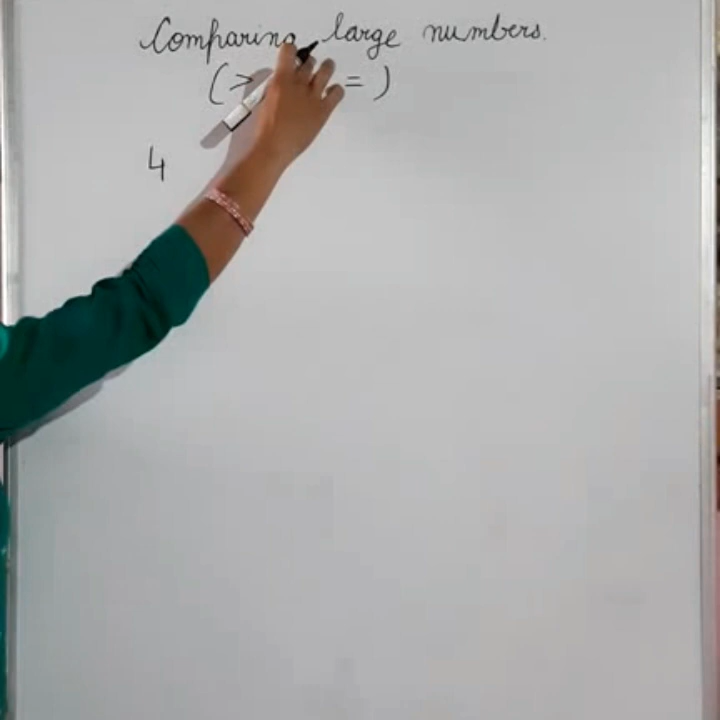 Comparing large numbers.
(> = )
4